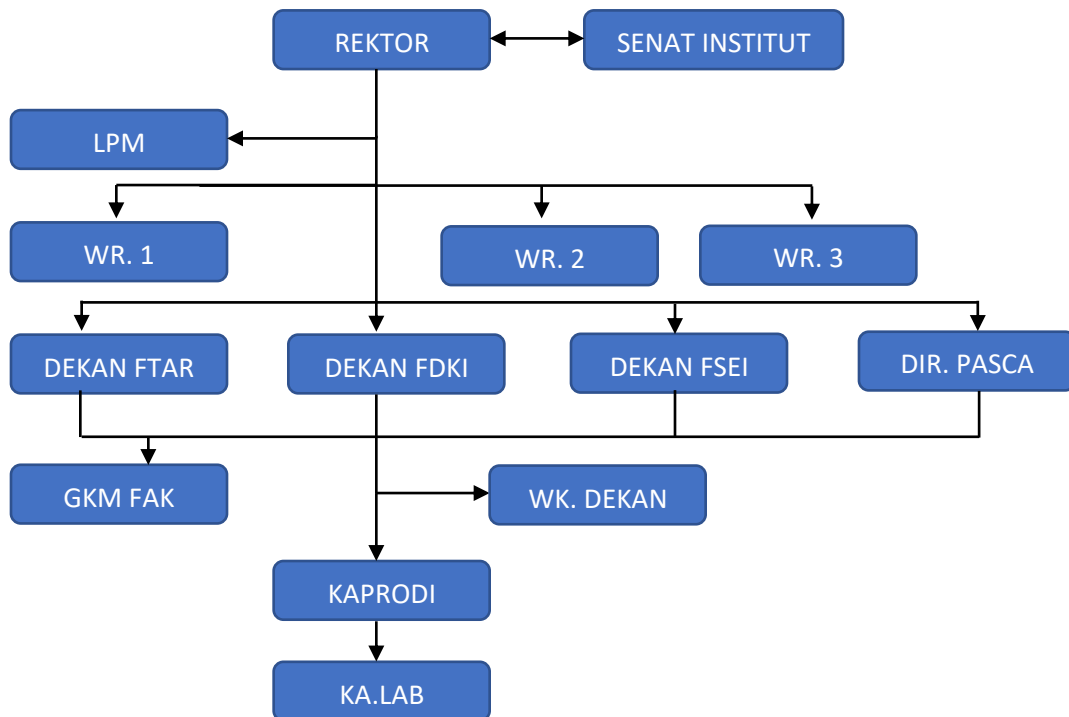 REKTOR
SENAT INSTITUT
LPM
WR. 1
WR. 2
WR. 3
DEKAN FTAR
DEKAN FDKI
DEKAN FSEI
DIR. PASCA
GKM FAK
WK. DEKAN
KAPRODI
KA.LAB